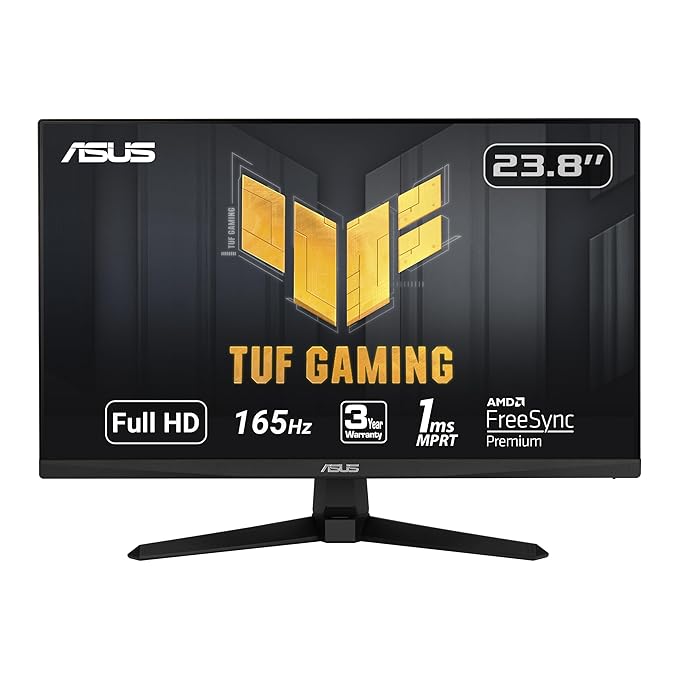 ASUS
23.8”
TUF GAMING
TUF GAMING
Full HD
165Hz
3 Year Warranty
1ms
MPRT
AMD
FreeSync
Premium
ASUS